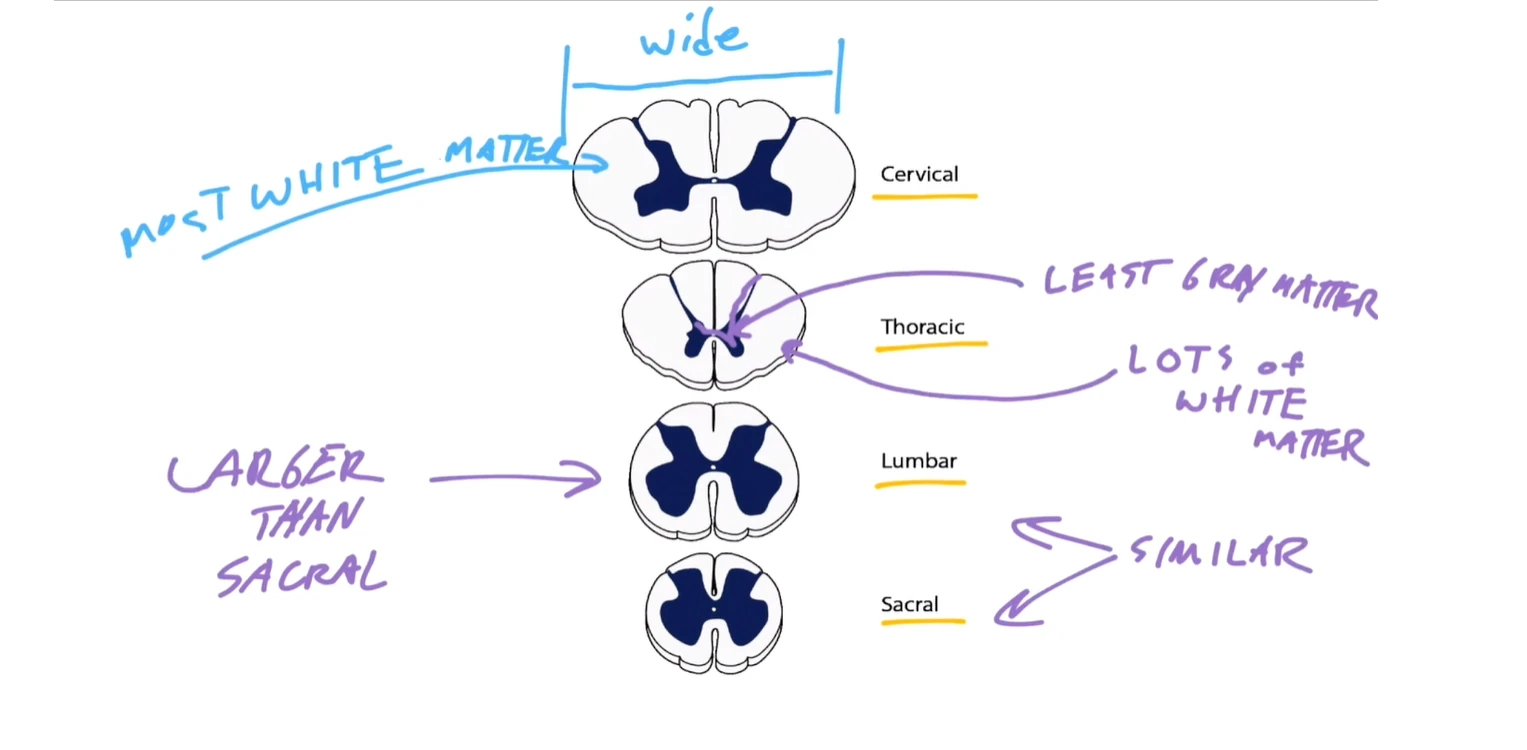 wide
MOST WHITE MATTER
Cervical
LEAST GRAY MATTER
Thoracic
LOTS of
WHITE
MATTER
Lumbar
LARGER
THAN
SACRAL
SIMILAR
Sacral